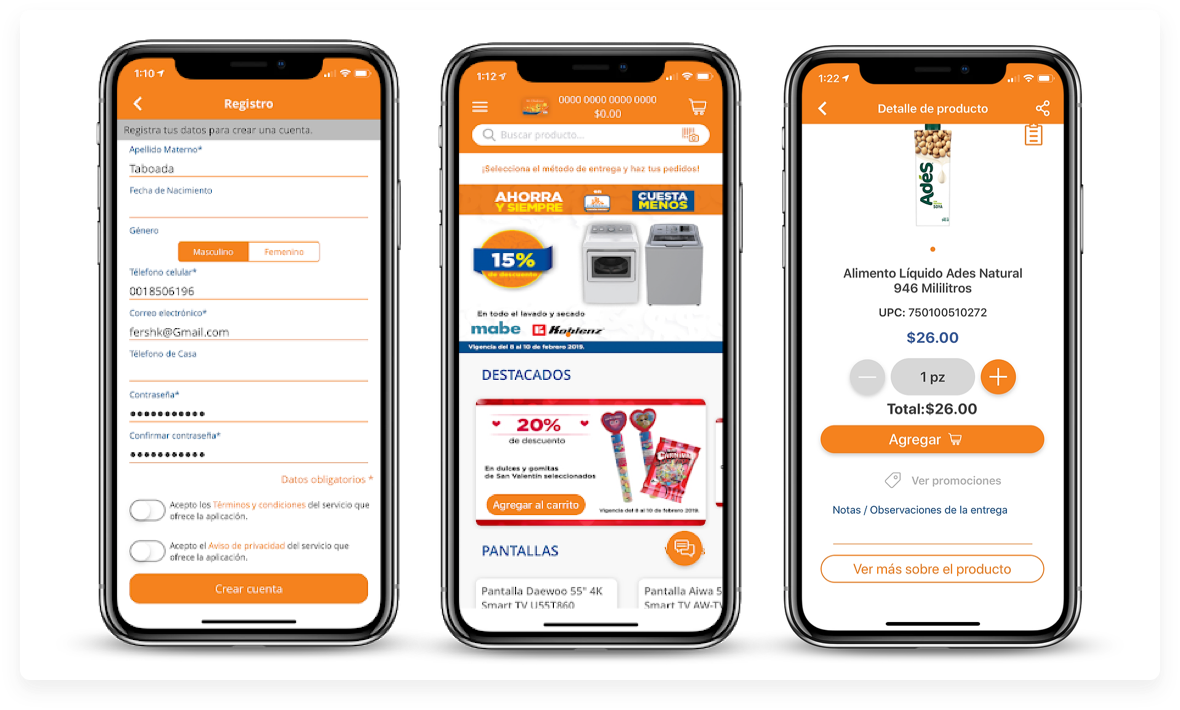 1:10
Registro
Registra tus datos para crear una cuenta.
Apellido Materno*
Taboada
Fecha de Nacimiento
Género
Masculino Femenino
Télefono celular*
0018506196
Correo electrónico*
fershk@Gmail.com
Télefono de Casa
Contraseña*
Confirmar contraseña*
Datos obligatorios *
Acepto los Términos y condiciones del servicio que
ofrece la aplicación.
Acepto el Aviso de privacidad del servicio que
ofrece la aplicación.
Crear cuenta
1:12
0000 0000 0000 0000
$0.00
Buscar producto...
¡Selecciona el método de entrega y haz tus pedidos!
AHORRA
Y SIEMPRE
en
CUESTA
MENOS
15%
de descuento
En todo el lavado y secado
mabe Koblenz
Vigencia del 8 al 10 de febrero 2019.
DESTACADOS
20%
de descuento
En dulces y gomitas
de San Valentín seleccionados
Agregar al carrito
Vigencia del 8 al 10 de febrero 2019.
PANTALLAS
Pantalla Daewoo 55" 4K
Smart TV U55T860
Pantalla Aiwa 5
Smart TV AW-TV
1:22
Detalle de producto
Adës
Alimento Líquido Ades Natural
946 Mililitros
UPC: 750100510272
$26.00
1 pz
Total:$26.00
Agregar
Ver promociones
Notas / Observaciones de la entrega
Ver más sobre el producto